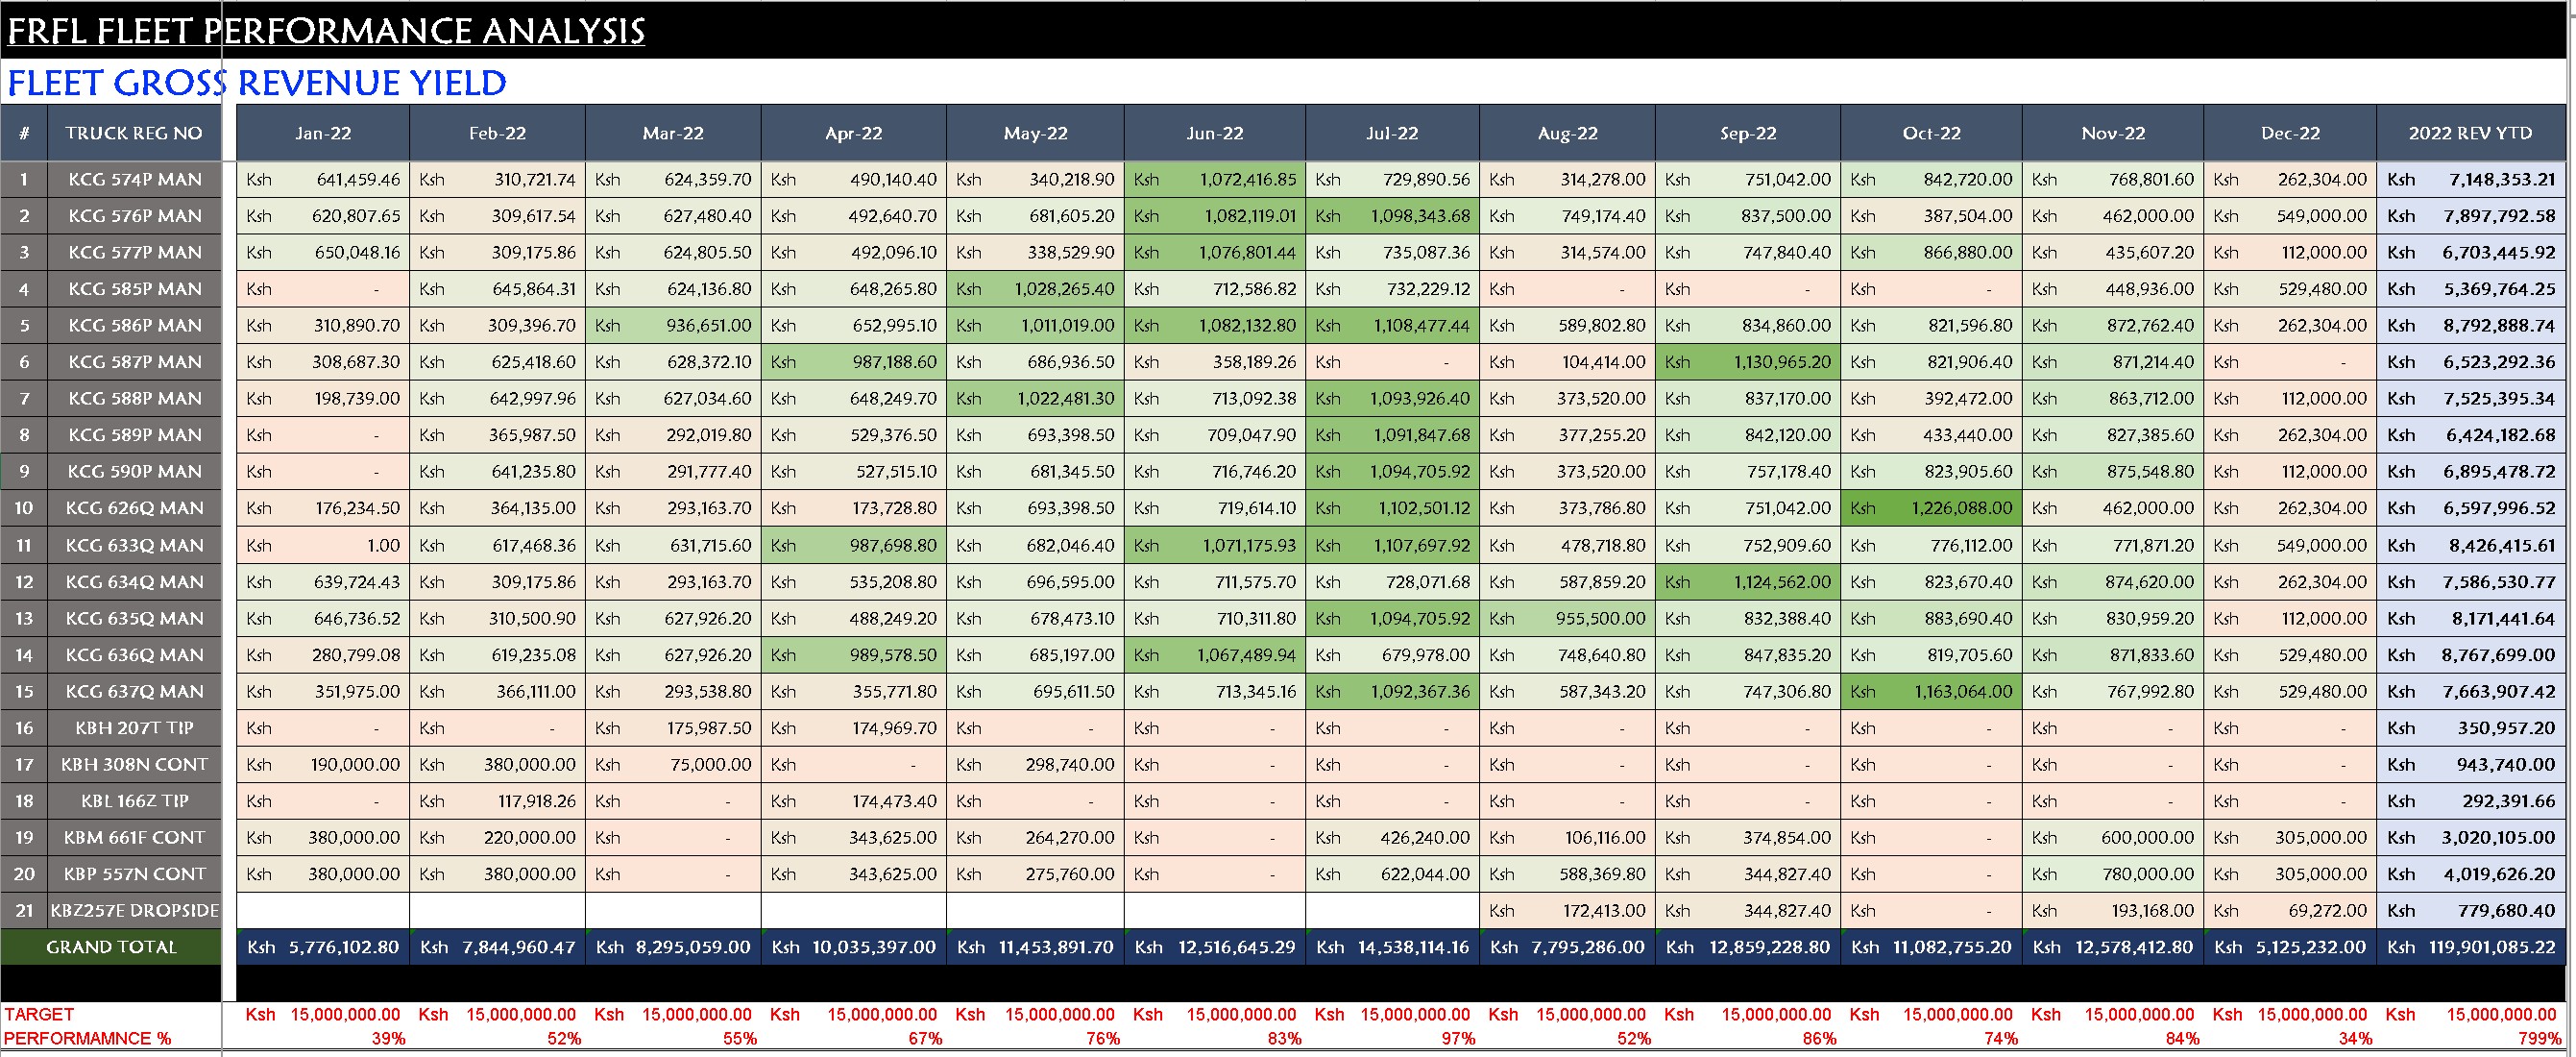 FRFL FLEET PERFORMANCE ANALYSIS
FLEET GROSS REVENUE YIELD
# TRUCK REG NO Jan-22 Feb-22 Mar-22 Apr-22 May-22 Jun-22 Jul-22 Aug-22 Sep-22 Oct-22 Nov-22 Dec-22 2022 REV YTD
1 KCG 574P MAN Ksh 641,459.46 Ksh 310,721.74 Ksh 624,359.70 Ksh 490,140.40 Ksh 340,218.90 Ksh 1,072,416.85 Ksh 729,890.56 Ksh 314,278.00 Ksh 751,042.00 Ksh 842,720.00 Ksh 768,801.60 Ksh 262,304.00 Ksh 7,148,353.21
2 KCG 576P MAN Ksh 620,807.65 Ksh 309,617.54 Ksh 627,480.40 Ksh 492,640.70 Ksh 681,605.20 Ksh 1,082,119.01 Ksh 1,098,343.68 Ksh 749,174.40 Ksh 837,500.00 Ksh 387,504.00 Ksh 462,000.00 Ksh 549,000.00 Ksh 7,897,792.58
3 KCG 577P MAN Ksh 650,048.16 Ksh 309,175.86 Ksh 624,805.50 Ksh 492,096.10 Ksh 338,529.90 Ksh 1,076,801.44 Ksh 735,087.36 Ksh 314,574.00 Ksh 747,840.40 Ksh 866,880.00 Ksh 435,607.20 Ksh 112,000.00 Ksh 6,703,445.92
4 KCG 585P MAN Ksh - Ksh 645,864.31 Ksh 624,136.80 Ksh 648,265.80 Ksh 1,028,265.40 Ksh 712,586.82 Ksh 732,229.12 Ksh - Ksh - Ksh - Ksh 448,936.00 Ksh 529,480.00 Ksh 5,369,764.25
5 KCG 586P MAN Ksh 310,890.70 Ksh 309,396.70 Ksh 936,651.00 Ksh 652,995.10 Ksh 1,011,019.00 Ksh 1,082,132.80 Ksh 1,108,477.44 Ksh 589,802.80 Ksh 834,860.00 Ksh 821,596.80 Ksh 872,762.40 Ksh 262,304.00 Ksh 8,792,888.74
6 KCG 587P MAN Ksh 308,687.30 Ksh 625,418.60 Ksh 628,372.10 Ksh 987,188.60 Ksh 686,936.50 Ksh 358,189.26 Ksh - Ksh 104,414.00 Ksh 1,130,965.20 Ksh 821,906.40 Ksh 871,214.40 Ksh - Ksh 6,523,292.36
7 KCG 588P MAN Ksh 198,739.00 Ksh 642,997.96 Ksh 627,034.60 Ksh 648,249.70 Ksh 1,022,481.30 Ksh 713,092.38 Ksh 1,093,926.40 Ksh 373,520.00 Ksh 837,170.00 Ksh 392,472.00 Ksh 863,712.00 Ksh 112,000.00 Ksh 7,525,395.34
8 KCG 589P MAN Ksh - Ksh 365,987.50 Ksh 292,019.80 Ksh 529,376.50 Ksh 693,398.50 Ksh 709,047.90 Ksh 1,091,847.68 Ksh 377,255.20 Ksh 842,120.00 Ksh 433,440.00 Ksh 827,385.60 Ksh 262,304.00 Ksh 6,424,182.68
9 KCG 590P MAN Ksh - Ksh 641,235.80 Ksh 291,777.40 Ksh 527,515.10 Ksh 681,345.50 Ksh 716,746.20 Ksh 1,094,705.92 Ksh 373,520.00 Ksh 757,178.40 Ksh 823,905.60 Ksh 875,548.80 Ksh 112,000.00 Ksh 6,895,478.72
10 KCG 626Q MAN Ksh 176,234.50 Ksh 364,135.00 Ksh 293,163.70 Ksh 173,728.80 Ksh 693,398.50 Ksh 719,614.10 Ksh 1,102,501.12 Ksh 373,786.80 Ksh 751,042.00 Ksh 1,226,088.00 Ksh 462,000.00 Ksh 262,304.00 Ksh 6,597,996.52
11 KCG 633Q MAN Ksh 1.00 Ksh 617,468.36 Ksh 631,715.60 Ksh 987,698.80 Ksh 682,046.40 Ksh 1,071,175.93 Ksh 1,107,697.92 Ksh 478,718.80 Ksh 752,909.60 Ksh 776,112.00 Ksh 771,871.20 Ksh 549,000.00 Ksh 8,426,415.61
12 KCG 634Q MAN Ksh 639,724.43 Ksh 309,175.86 Ksh 293,163.70 Ksh 535,208.80 Ksh 696,595.00 Ksh 711,575.70 Ksh 728,071.68 Ksh 587,859.20 Ksh 1,124,562.00 Ksh 823,670.40 Ksh 874,620.00 Ksh 262,304.00 Ksh 7,586,530.77
13 KCG 635Q MAN Ksh 646,736.52 Ksh 310,500.90 Ksh 627,926.20 Ksh 488,249.20 Ksh 678,473.10 Ksh 710,311.80 Ksh 1,094,705.92 Ksh 955,500.00 Ksh 832,388.40 Ksh 883,690.40 Ksh 830,959.20 Ksh 112,000.00 Ksh 8,171,441.64
14 KCG 636Q MAN Ksh 280,799.08 Ksh 619,235.08 Ksh 627,926.20 Ksh 989,578.50 Ksh 685,197.00 Ksh 1,067,489.94 Ksh 679,978.00 Ksh 748,640.80 Ksh 847,835.20 Ksh 819,705.60 Ksh 871,833.60 Ksh 529,480.00 Ksh 8,767,699.00
15 KCG 637Q MAN Ksh 351,975.00 Ksh 366,111.00 Ksh 293,538.80 Ksh 355,771.80 Ksh 695,611.50 Ksh 713,345.16 Ksh 1,092,367.36 Ksh 587,343.20 Ksh 747,306.80 Ksh 1,163,064.00 Ksh 767,992.80 Ksh 529,480.00 Ksh 7,663,907.42
16 KBH 207T TIP Ksh - Ksh - Ksh 175,987.50 Ksh 174,969.70 Ksh - Ksh - Ksh - Ksh - Ksh - Ksh - Ksh - Ksh - Ksh 350,957.20
17 KBH 308N CONT Ksh 190,000.00 Ksh 380,000.00 Ksh 75,000.00 Ksh - Ksh 298,740.00 Ksh - Ksh - Ksh - Ksh - Ksh - Ksh - Ksh - Ksh 943,740.00
18 KBL 166Z TIP Ksh - Ksh 117,918.26 Ksh - Ksh 174,473.40 Ksh - Ksh - Ksh - Ksh - Ksh - Ksh - Ksh - Ksh - Ksh 292,391.66
19 KBM 661F CONT Ksh 380,000.00 Ksh 220,000.00 Ksh - Ksh 343,625.00 Ksh 264,270.00 Ksh - Ksh 426,240.00 Ksh 106,116.00 Ksh 374,854.00 Ksh - Ksh 600,000.00 Ksh 305,000.00 Ksh 3,020,105.00
20 KBP 557N CONT Ksh 380,000.00 Ksh 380,000.00 Ksh - Ksh 343,625.00 Ksh 275,760.00 Ksh - Ksh 622,044.00 Ksh 588,369.80 Ksh 344,827.40 Ksh - Ksh 780,000.00 Ksh 305,000.00 Ksh 4,019,626.20
21 KBZ257E DROPSIDE Ksh 172,413.00 Ksh 344,827.40 Ksh - Ksh 193,168.00 Ksh 69,272.00 Ksh 779,680.40
GRAND TOTAL Ksh 5,776,102.80 Ksh 7,844,960.47 Ksh 8,295,059.00 Ksh 10,035,397.00 Ksh 11,453,891.70 Ksh 12,516,645.29 Ksh 14,538,114.16 Ksh 7,795,286.00 Ksh 12,859,228.80 Ksh 11,082,755.20 Ksh 12,578,412.80 Ksh 5,125,232.00 Ksh 119,901,085.22
TARGET Ksh 15,000,000.00 Ksh 15,000,000.00 Ksh 15,000,000.00 Ksh 15,000,000.00 Ksh 15,000,000.00 Ksh 15,000,000.00 Ksh 15,000,000.00 Ksh 15,000,000.00 Ksh 15,000,000.00 Ksh 15,000,000.00 Ksh 15,000,000.00 Ksh 15,000,000.00 Ksh 15,000,000.00
PERFORMAMNCE % 39% 52% 55% 67% 76% 83% 97% 52% 86% 74% 84% 34% 799%